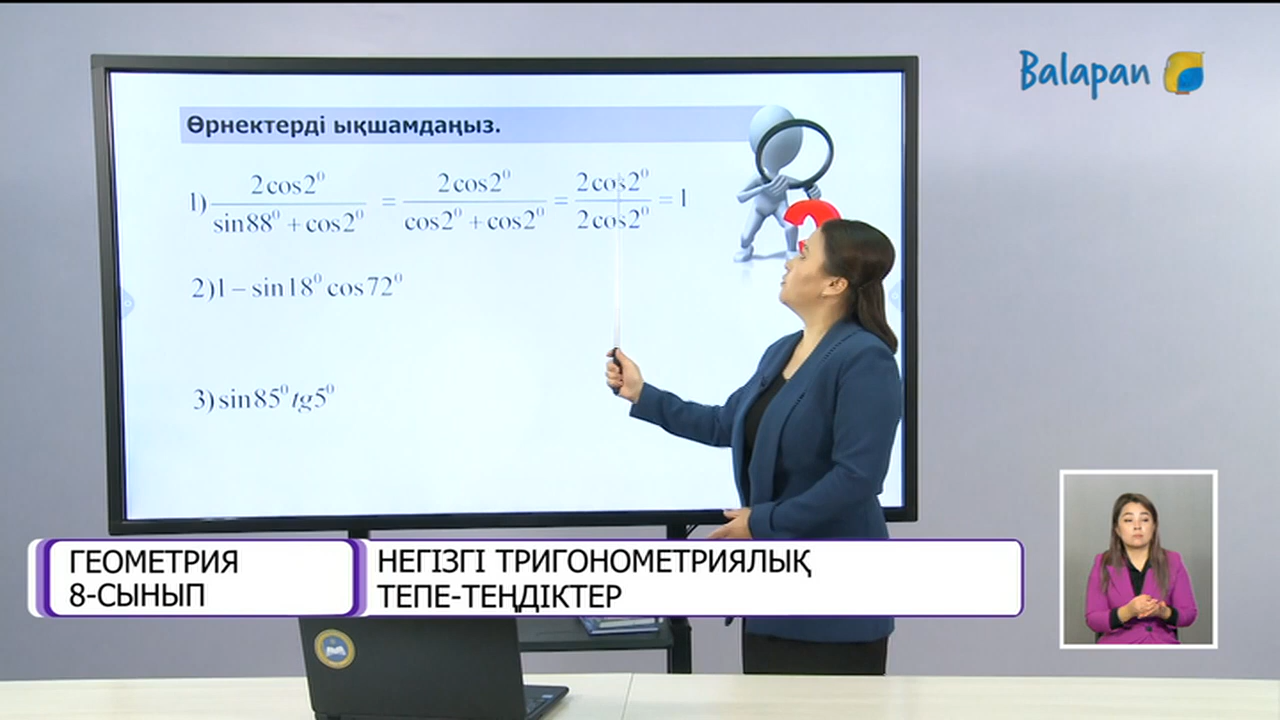 Balapan
Өрнектерді ықшамдаңыз.
1) 2cos2⁰ / (sin88⁰ + cos2⁰) = 2cos2⁰ / (cos2⁰ + cos2⁰) = 2cos2⁰ / 2cos2⁰ = 1
2)1 – sin18⁰ cos72⁰
3) sin85⁰ tg5⁰
ГЕОМЕТРИЯ
8-СЫНЫП
НЕГІЗГІ ТРИГОНОМЕТРИЯЛЫҚ
ТЕПЕ-ТЕҢДІКТЕР